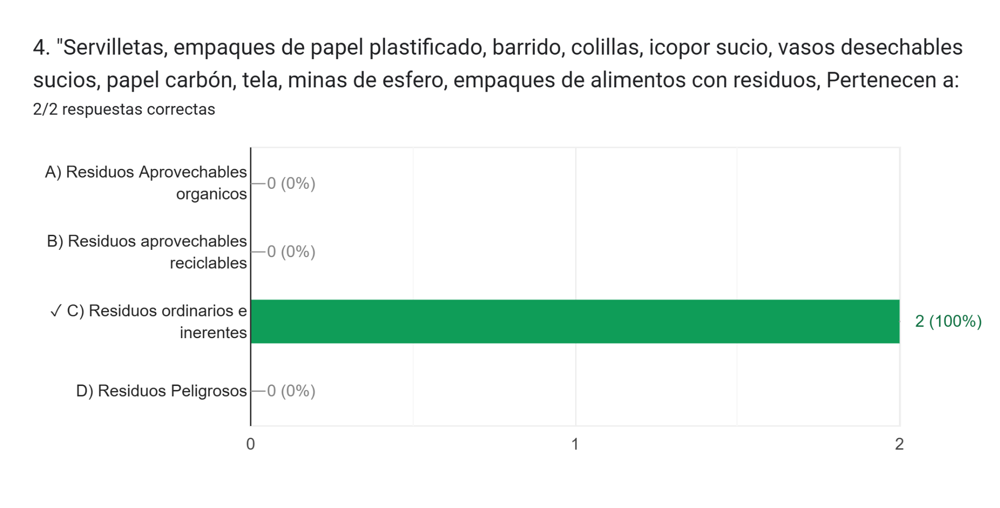 4. "Servilletas, empaques de papel plastificado, barrido, colillas, icopor sucio, vasos desechables
sucios, papel carbón, tela, minas de esfero, empaques de alimentos con residuos, Pertenecen a:
2/2 respuestas correctas
A) Residuos Aprovechables
organicos
0 (0%)
B) Residuos aprovechables
reciclables
0 (0%)
✓ C) Residuos ordinarios e
inerentes
2 (100%)
D) Residuos Peligrosos
0 (0%)
0
1
2